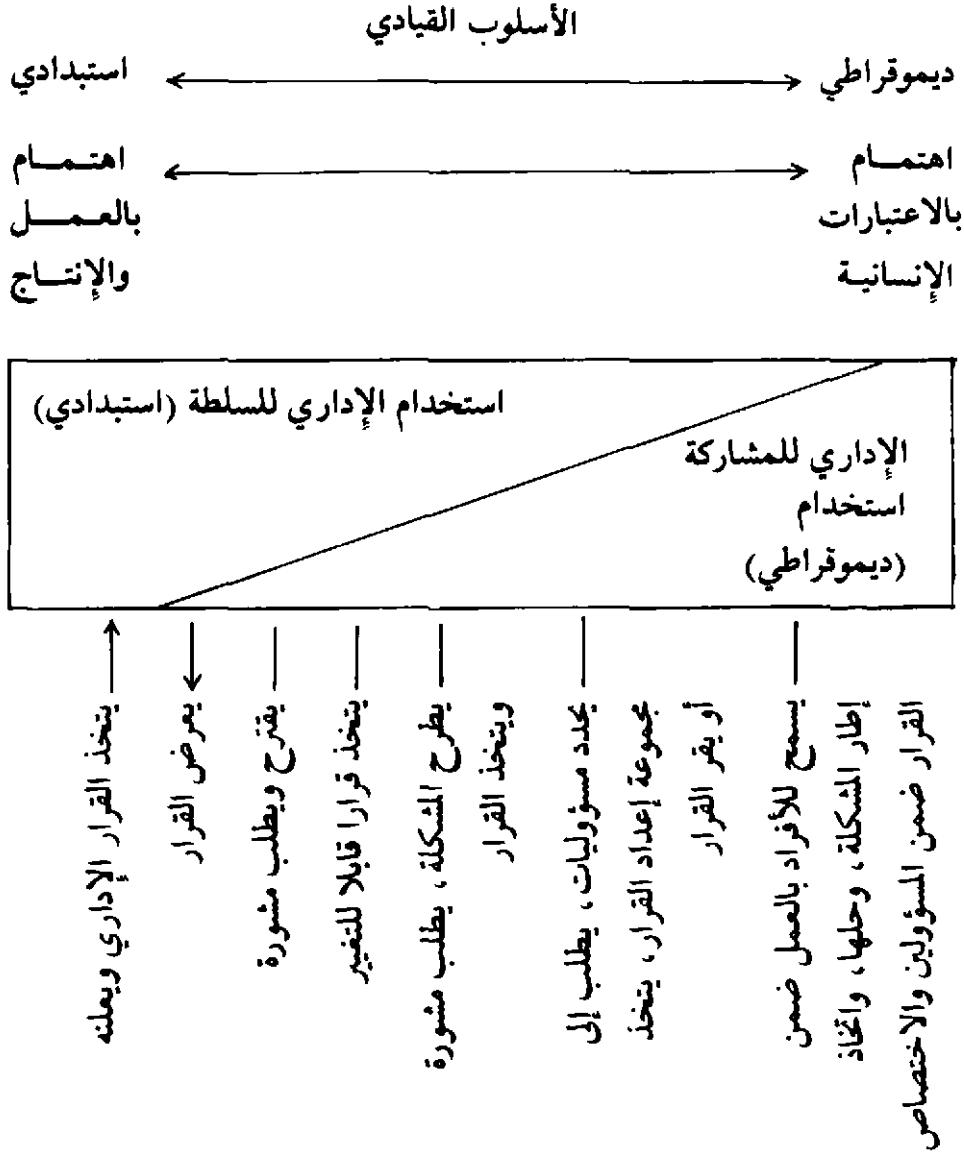 الأسلوب القيادي
ديموقراطي
استبدادي
اهتمام
بالاعتبارات
الإنسانية
اهتمام
بالعمل
والإنتاج
استخدام الإداري للسلطة (استبدادي)
الإداري للمشاركة
استخدام
(ديموقراطي)
يتخذ القرار الإداري ويعلنه
يعرض القرار
يقترح ويطلب مشورة
يتخذ قرارا قابلا للتغيير
يطرح المشكلة، يطلب مشورة
ويتخذ القرار
يحدد مسؤوليات، يطلب إلى
مجموعة إعداد القرار، يتخذ
أو يقر القرار
يسمح للأفراد بالعمل ضمن
إطار المشكلة، وحلها، واتخاذ
القرار ضمن المسؤولين والاختصاص